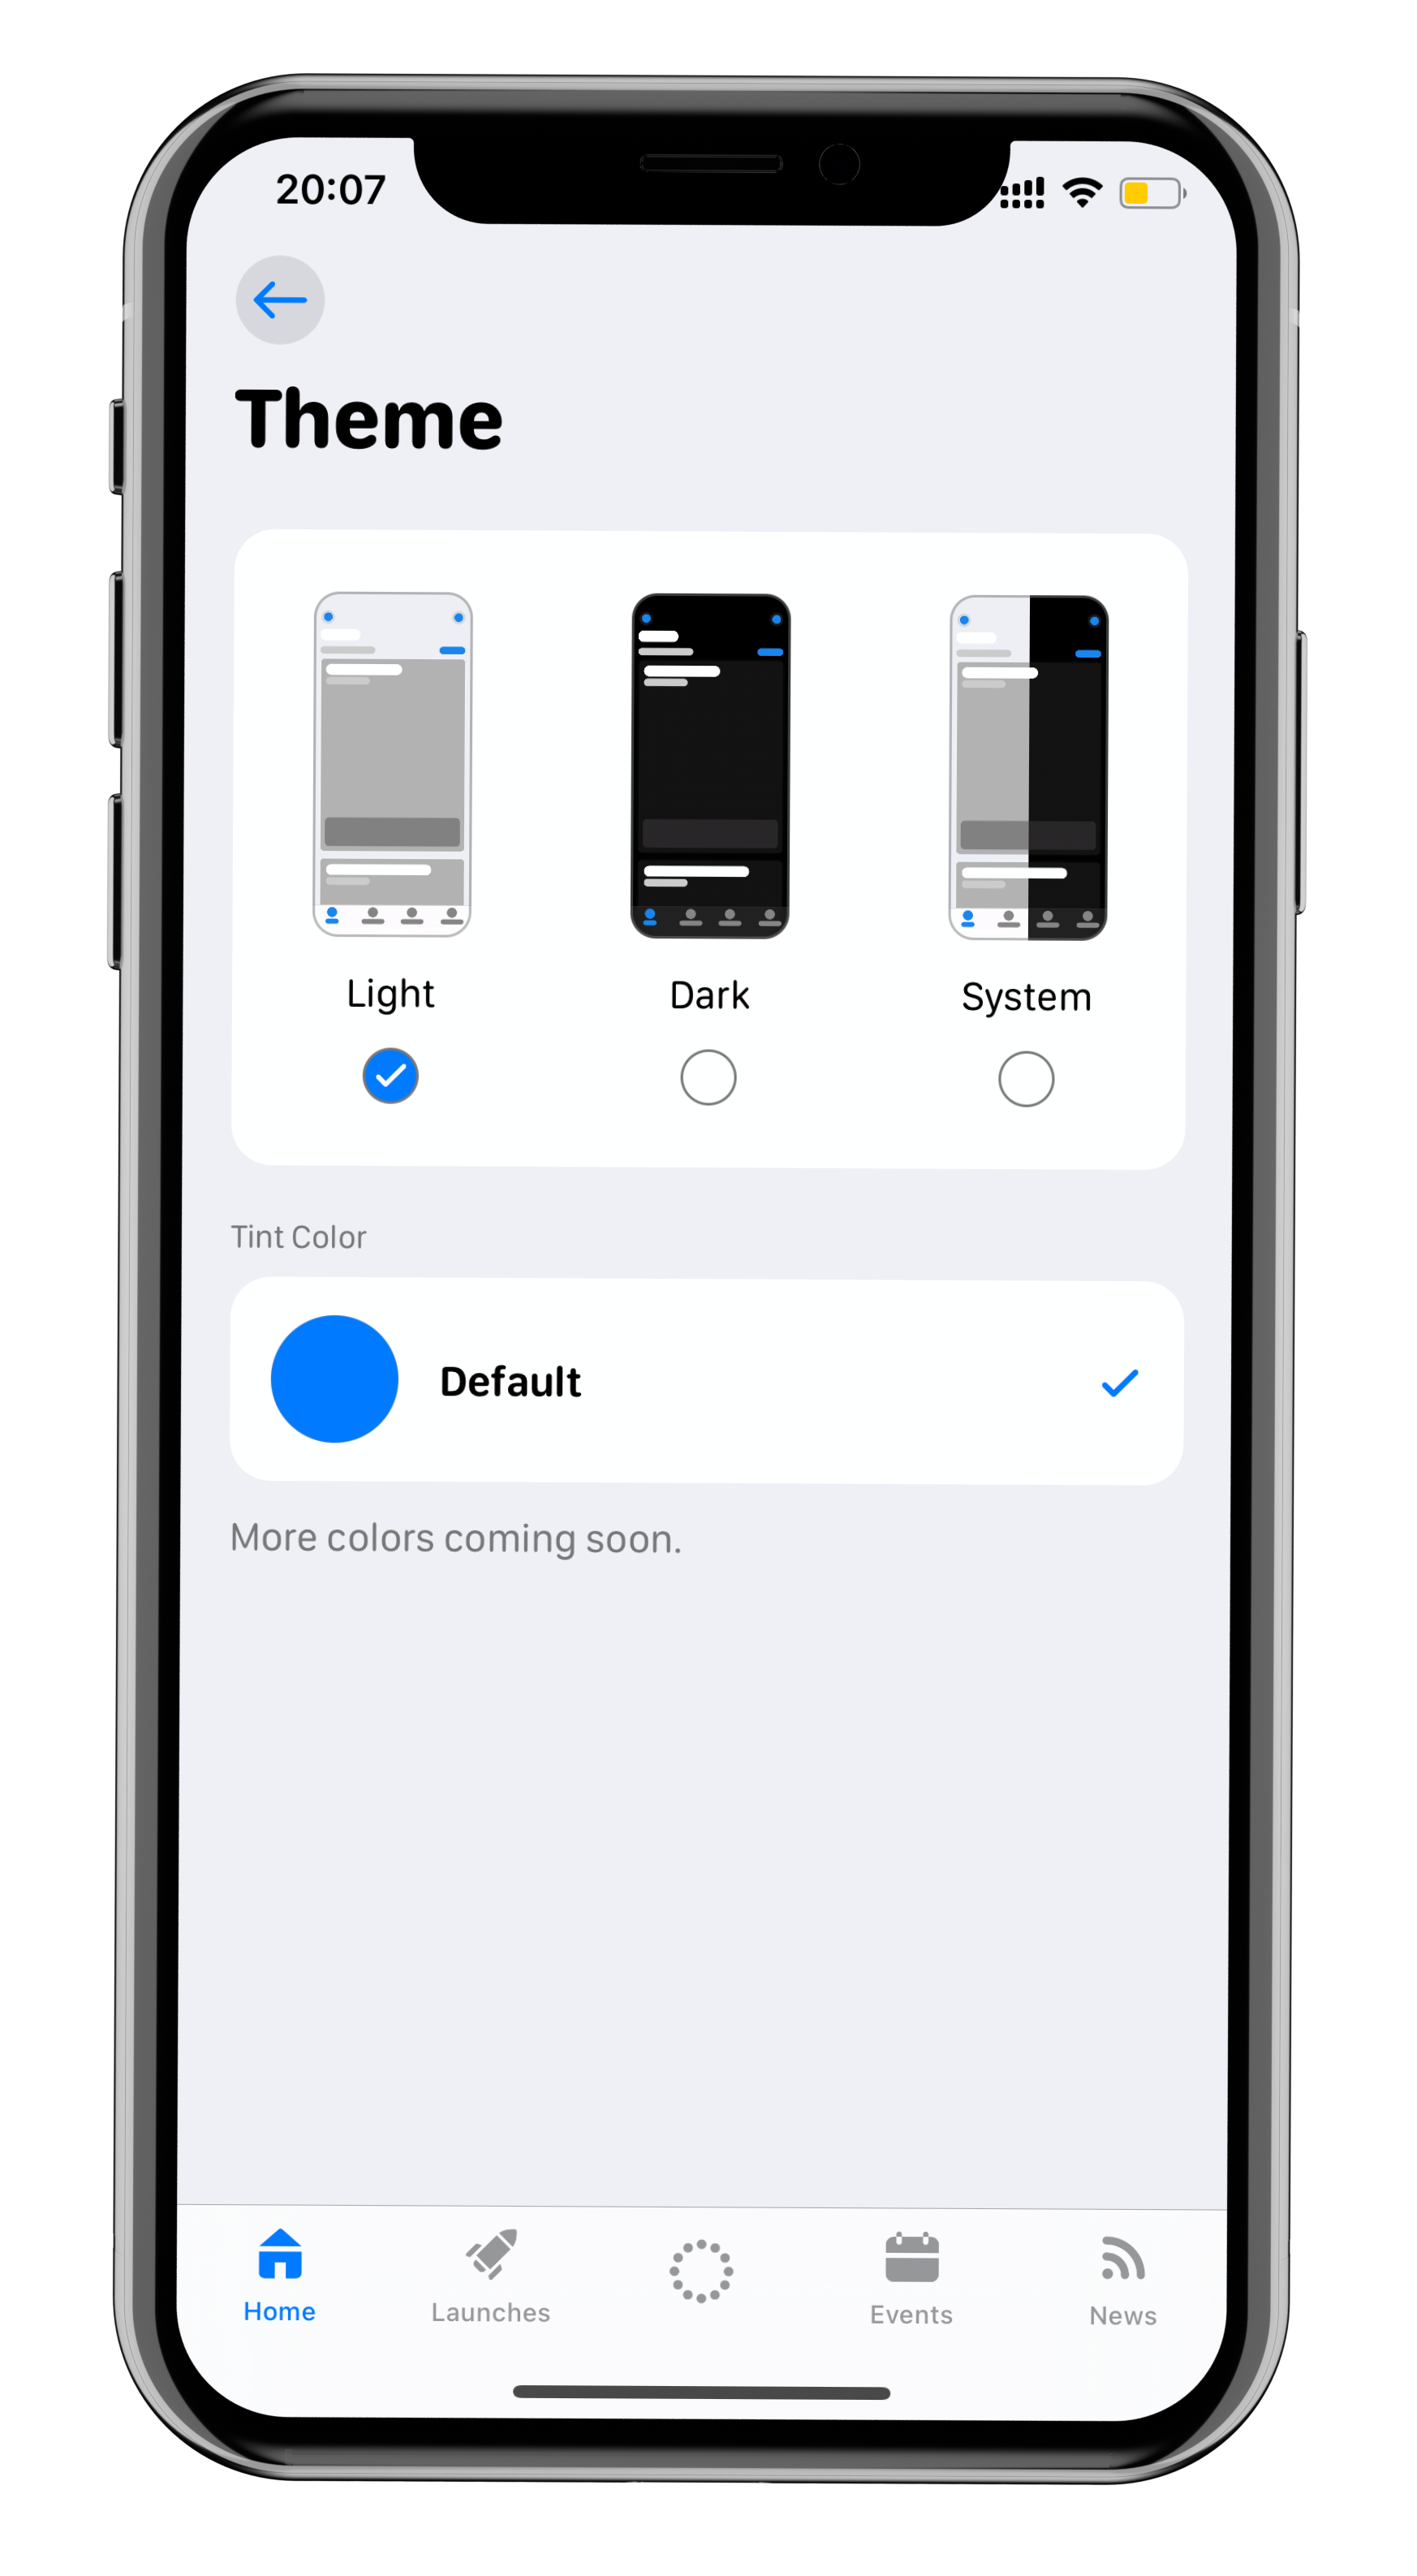 20:07
Theme
Light
Dark
System
Tint Color
Default
More colors coming soon.
Home
Launches
Events
News